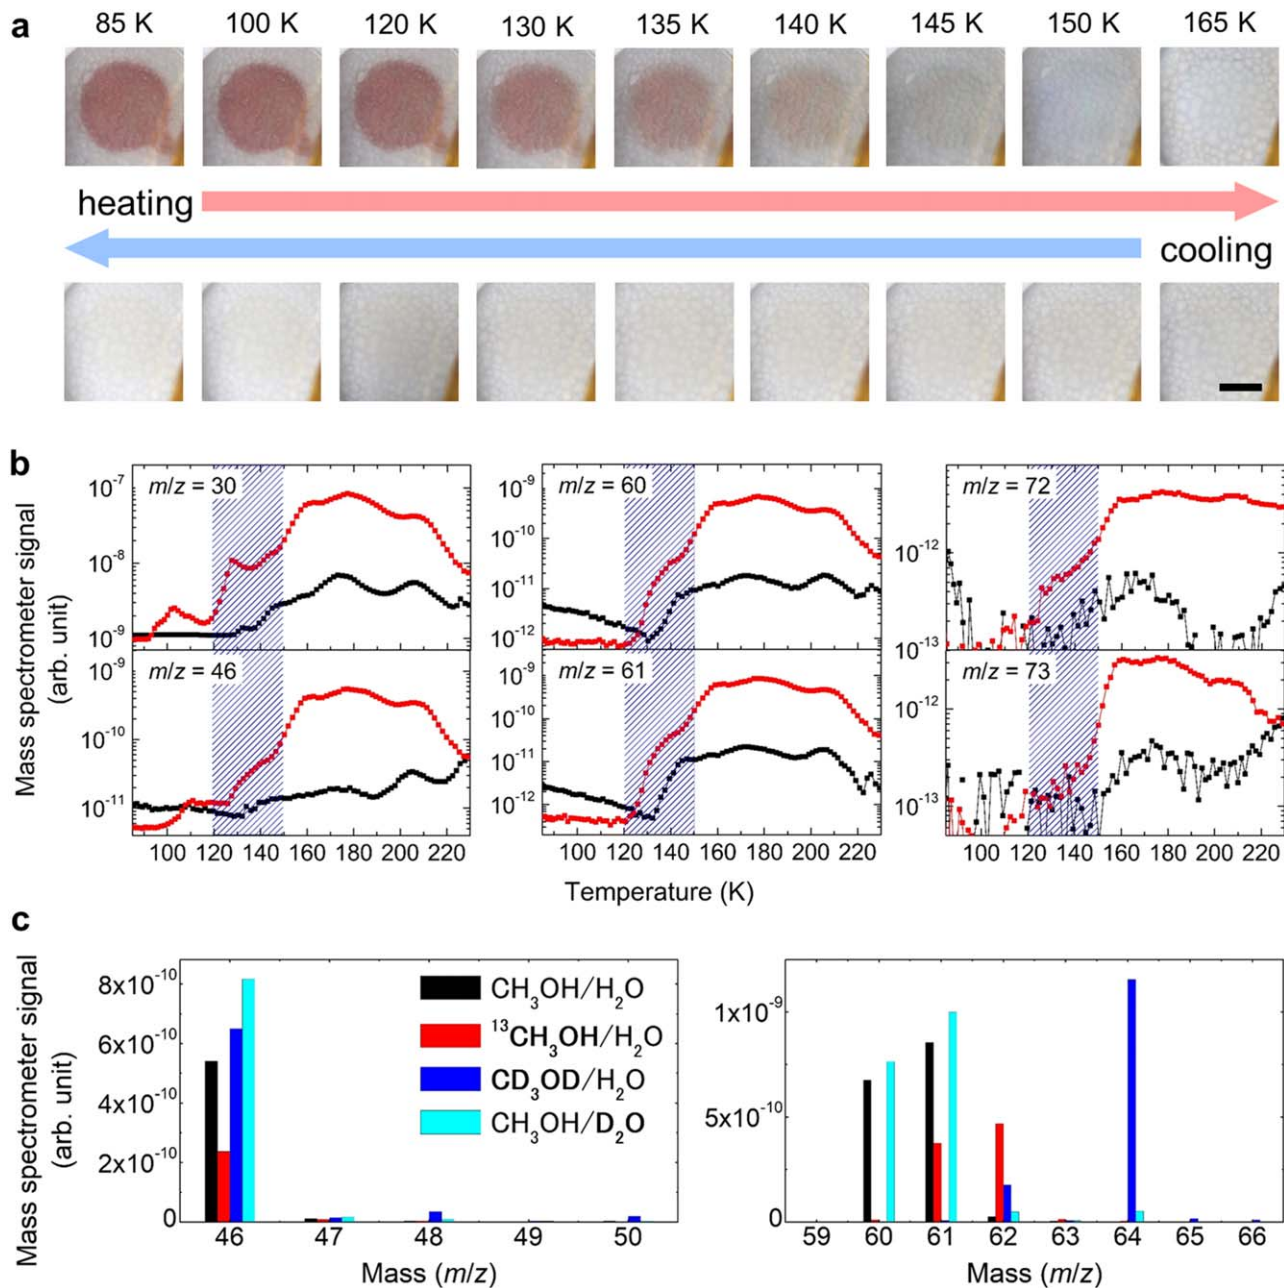 a
85 K 100 K 120 K 130 K 135 K 140 K 145 K 150 K 165 K
heating
cooling
b
Mass spectrometer signal
(arb. unit)
m/z = 30
10⁻⁷
10⁻⁸
10⁻⁹
m/z = 46
10⁻⁹
10⁻¹⁰
10⁻¹¹
100 120 140 160 180 200 220
m/z = 60
10⁻⁹
10⁻¹⁰
10⁻¹¹
10⁻¹²
m/z = 61
10⁻⁹
10⁻¹⁰
10⁻¹¹
10⁻¹²
100 120 140 160 180 200 220
m/z = 72
10⁻¹²
10⁻¹³
m/z = 73
10⁻¹²
10⁻¹³
100 120 140 160 180 200 220
Temperature (K)
c
Mass spectrometer signal
(arb. unit)
8x10⁻¹⁰
6x10⁻¹⁰
4x10⁻¹⁰
2x10⁻¹⁰
0
CH₃OH/H₂O
¹³CH₃OH/H₂O
CD₃OD/H₂O
CH₃OH/D₂O
46 47 48 49 50
Mass (m/z)
1x10⁻⁹
5x10⁻¹⁰
0
59 60 61 62 63 64 65 66
Mass (m/z)